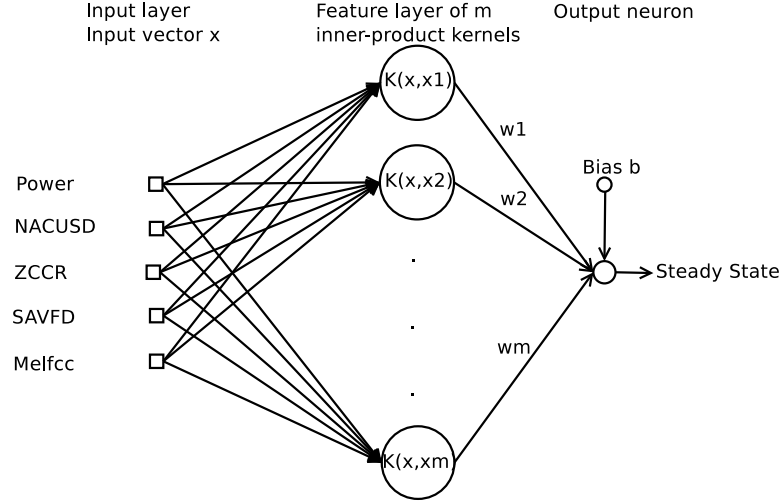 Input layer
Input vector x
Feature layer of m
inner-product kernels
Output neuron
K(x,x1)
w1
Bias b
Power
K(x,x2)
w2
NACUSD
ZCCR
Steady State
SAVFD
wm
Melfcc
K(x,xm